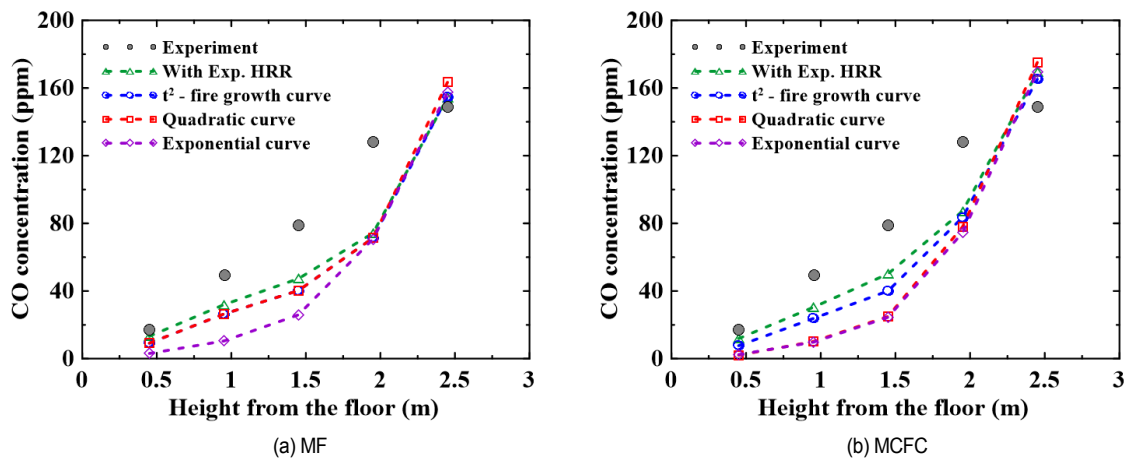 200
160
120
80
40
0
CO concentration (ppm)
Experiment
With Exp. HRR
t² - fire growth curve
Quadratic curve
Exponential curve
0 0.5 1 1.5 2 2.5 3
Height from the floor (m)
(a) MF
200
160
120
80
40
0
CO concentration (ppm)
Experiment
With Exp. HRR
t² - fire growth curve
Quadratic curve
Exponential curve
0 0.5 1 1.5 2 2.5 3
Height from the floor (m)
(b) MCFC